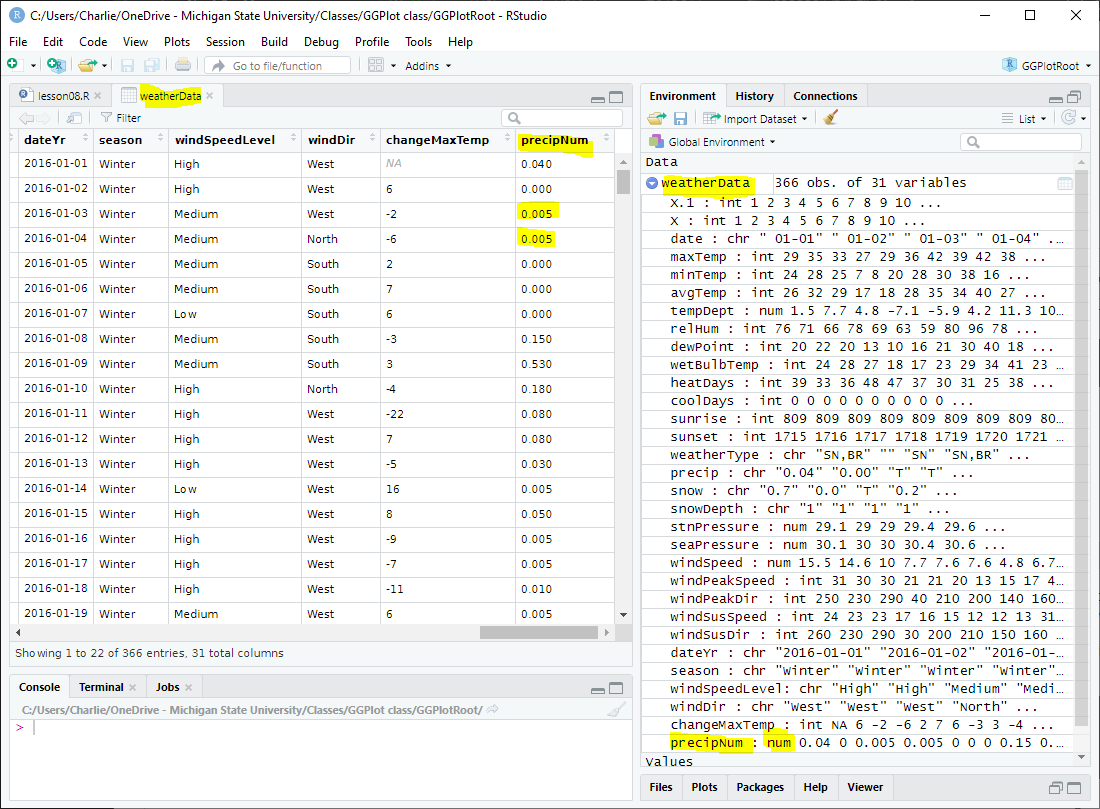 C:/Users/Charlie/OneDrive - Michigan State University/Classes/GGPlot class/GGPlotRoot - RStudio
File Edit Code View Plots Session Build Debug Profile Tools Help
Go to file/function Addins GGPlotRoot
lesson08.R weatherData
Filter
dateYr season windSpeedLevel windDir changeMaxTemp precipNum
2016-01-01 Winter High West NA 0.040
2016-01-02 Winter High West 6 0.000
2016-01-03 Winter Medium West -2 0.005
2016-01-04 Winter Medium North -6 0.005
2016-01-05 Winter Medium South 2 0.000
2016-01-06 Winter Medium South 7 0.000
2016-01-07 Winter Low South 6 0.000
2016-01-08 Winter Medium South -3 0.150
2016-01-09 Winter Medium South 3 0.530
2016-01-10 Winter High North -4 0.180
2016-01-11 Winter High West -22 0.080
2016-01-12 Winter High West 7 0.080
2016-01-13 Winter High West -5 0.030
2016-01-14 Winter Low West 16 0.005
2016-01-15 Winter High West 8 0.050
2016-01-16 Winter High West -9 0.005
2016-01-17 Winter High West -7 0.005
2016-01-18 Winter High West -11 0.010
2016-01-19 Winter Medium West 6 0.005
Showing 1 to 22 of 366 entries, 31 total columns
Console Terminal Jobs
C:/Users/Charlie/OneDrive - Michigan State University/Classes/GGPlot class/GGPlotRoot/
>
Environment History Connections
Import Dataset List
Global Environment
Data
weatherData 366 obs. of 31 variables
X.1 : int 1 2 3 4 5 6 7 8 9 10 ...
X : int 1 2 3 4 5 6 7 8 9 10 ...
date : chr " 01-01" " 01-02" " 01-03" " 01-04" ...
maxTemp : int 29 35 33 27 29 36 42 39 42 38 ...
minTemp : int 24 28 25 7 8 20 28 30 38 16 ...
avgTemp : int 26 32 29 17 18 28 35 34 40 27 ...
tempDept : num 1.5 7.7 4.8 -7.1 -5.9 4.2 11.3 10...
relHum : int 76 71 66 78 69 63 59 80 96 78 ...
dewPoint : int 20 22 20 13 10 16 21 30 40 18 ...
wetBulbTemp : int 24 28 27 18 17 23 29 34 41 23 ...
heatDays : int 39 33 36 48 47 37 30 31 25 38 ...
coolDays : int 0 0 0 0 0 0 0 0 0 0 ...
sunrise : int 809 809 809 809 809 809 809 809 80...
sunset : int 1715 1716 1717 1718 1719 1720 1721 ...
weatherType : chr "SN,BR" "" "SN" "SN,BR" ...
precip : chr "0.04" "0.00" "T" "T" ...
snow : chr "0.7" "0.0" "T" "0.2" ...
snowDepth : chr "1" "1" "1" "1" ...
stnPressure : num 29.1 29 29 29.4 29.6 ...
seaPressure : num 30.1 30 30 30.4 30.6 ...
windSpeed : num 15.5 14.6 10 7.7 7.6 7.6 4.8 6.7...
windPeakSpeed : int 31 30 30 21 21 20 13 15 17 4...
windPeakDir : int 250 230 290 40 210 200 140 160...
windSusSpeed : int 24 23 23 17 16 15 12 12 13 31...
windSusDir : int 260 230 290 30 200 210 150 160 ...
dateYr : chr "2016-01-01" "2016-01-02" "2016-01-...
season : chr "Winter" "Winter" "Winter" "Winter"...
windSpeedLevel: chr "High" "High" "Medium" "Medi...
windDir : chr "West" "West" "West" "North" ...
changeMaxTemp : int NA 6 -2 -6 2 7 6 -3 3 -4 ...
precipNum : num 0.04 0 0.005 0.005 0 0 0 0.15 0....
Values
Files Plots Packages Help Viewer